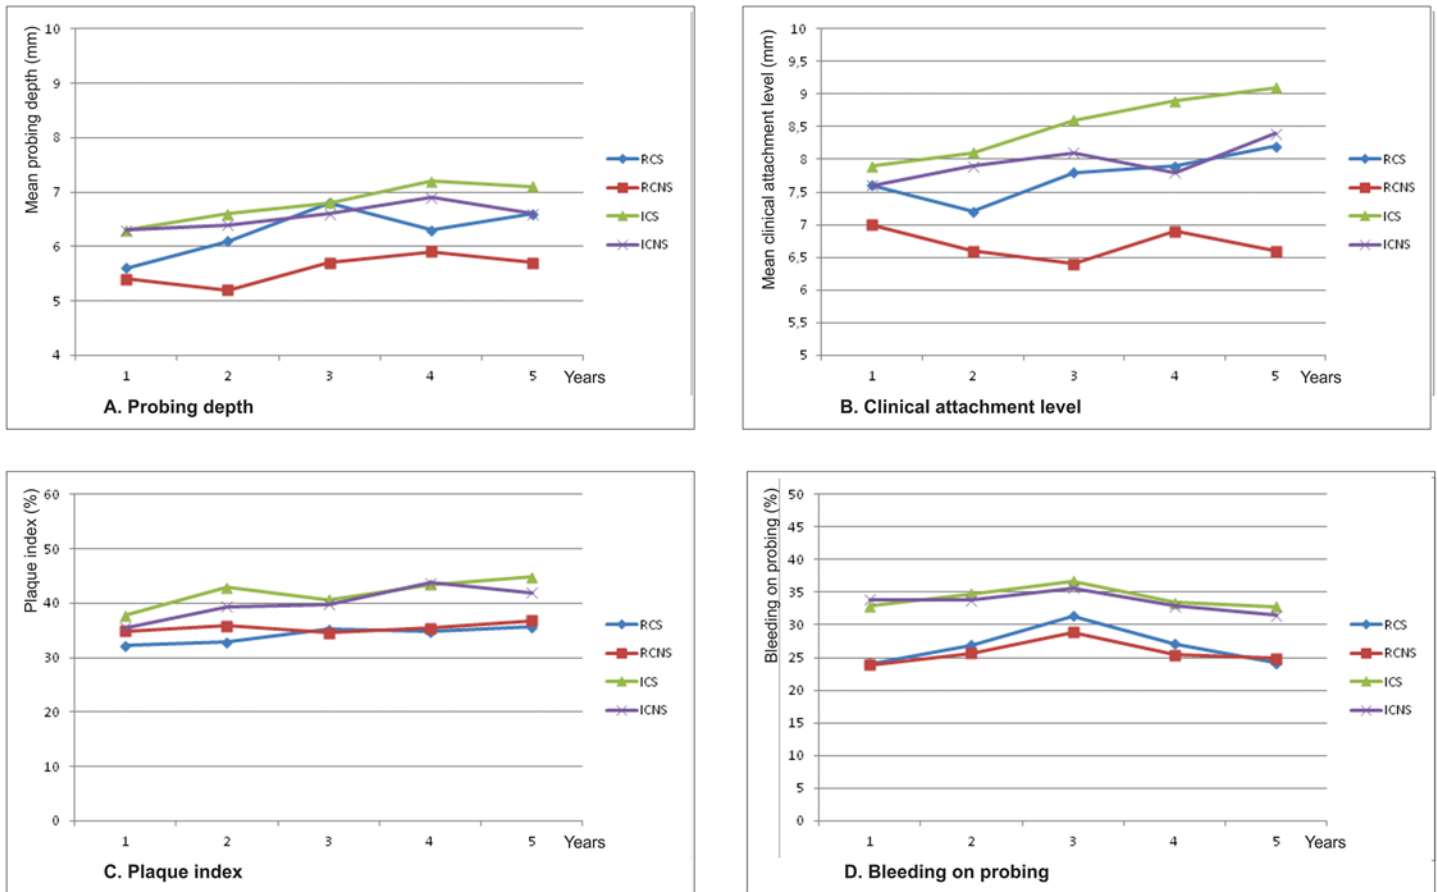 Mean probing depth (mm)
10
9
8
7
6
5
4
1 2 3 4 5 Years
RCS
RCNS
ICS
ICNS
A. Probing depth
Mean clinical attachment level (mm)
10
9,5
9
8,5
8
7,5
7
6,5
6
5,5
5
1 2 3 4 5 Years
RCS
RCNS
ICS
ICNS
B. Clinical attachment level
Plaque index (%)
60
50
40
30
20
10
0
1 2 3 4 5 Years
RCS
RCNS
ICS
ICNS
C. Plaque index
Bleeding on probing (%)
50
45
40
35
30
25
20
15
10
5
0
1 2 3 4 5 Years
RCS
RCNS
ICS
ICNS
D. Bleeding on probing